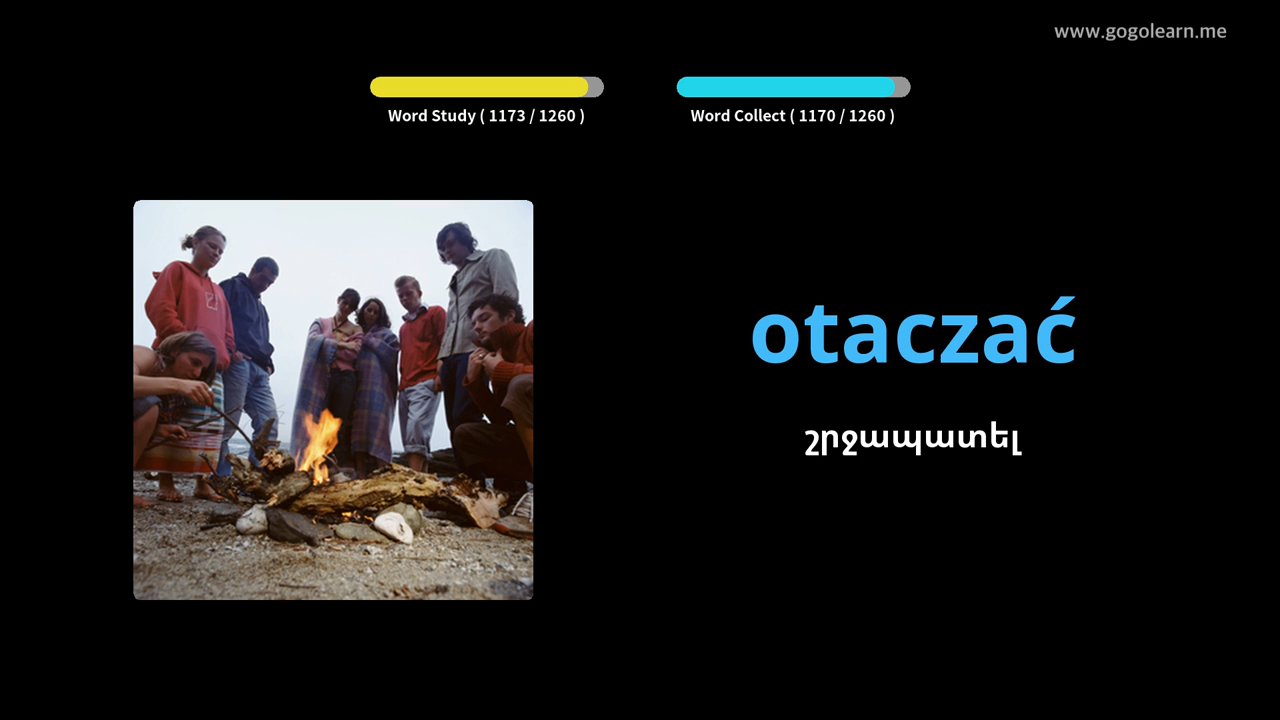 www.gogolearn.me
Word Study ( 1173 / 1260 )
Word Collect ( 1170 / 1260 )
otaczać
շրջապատել